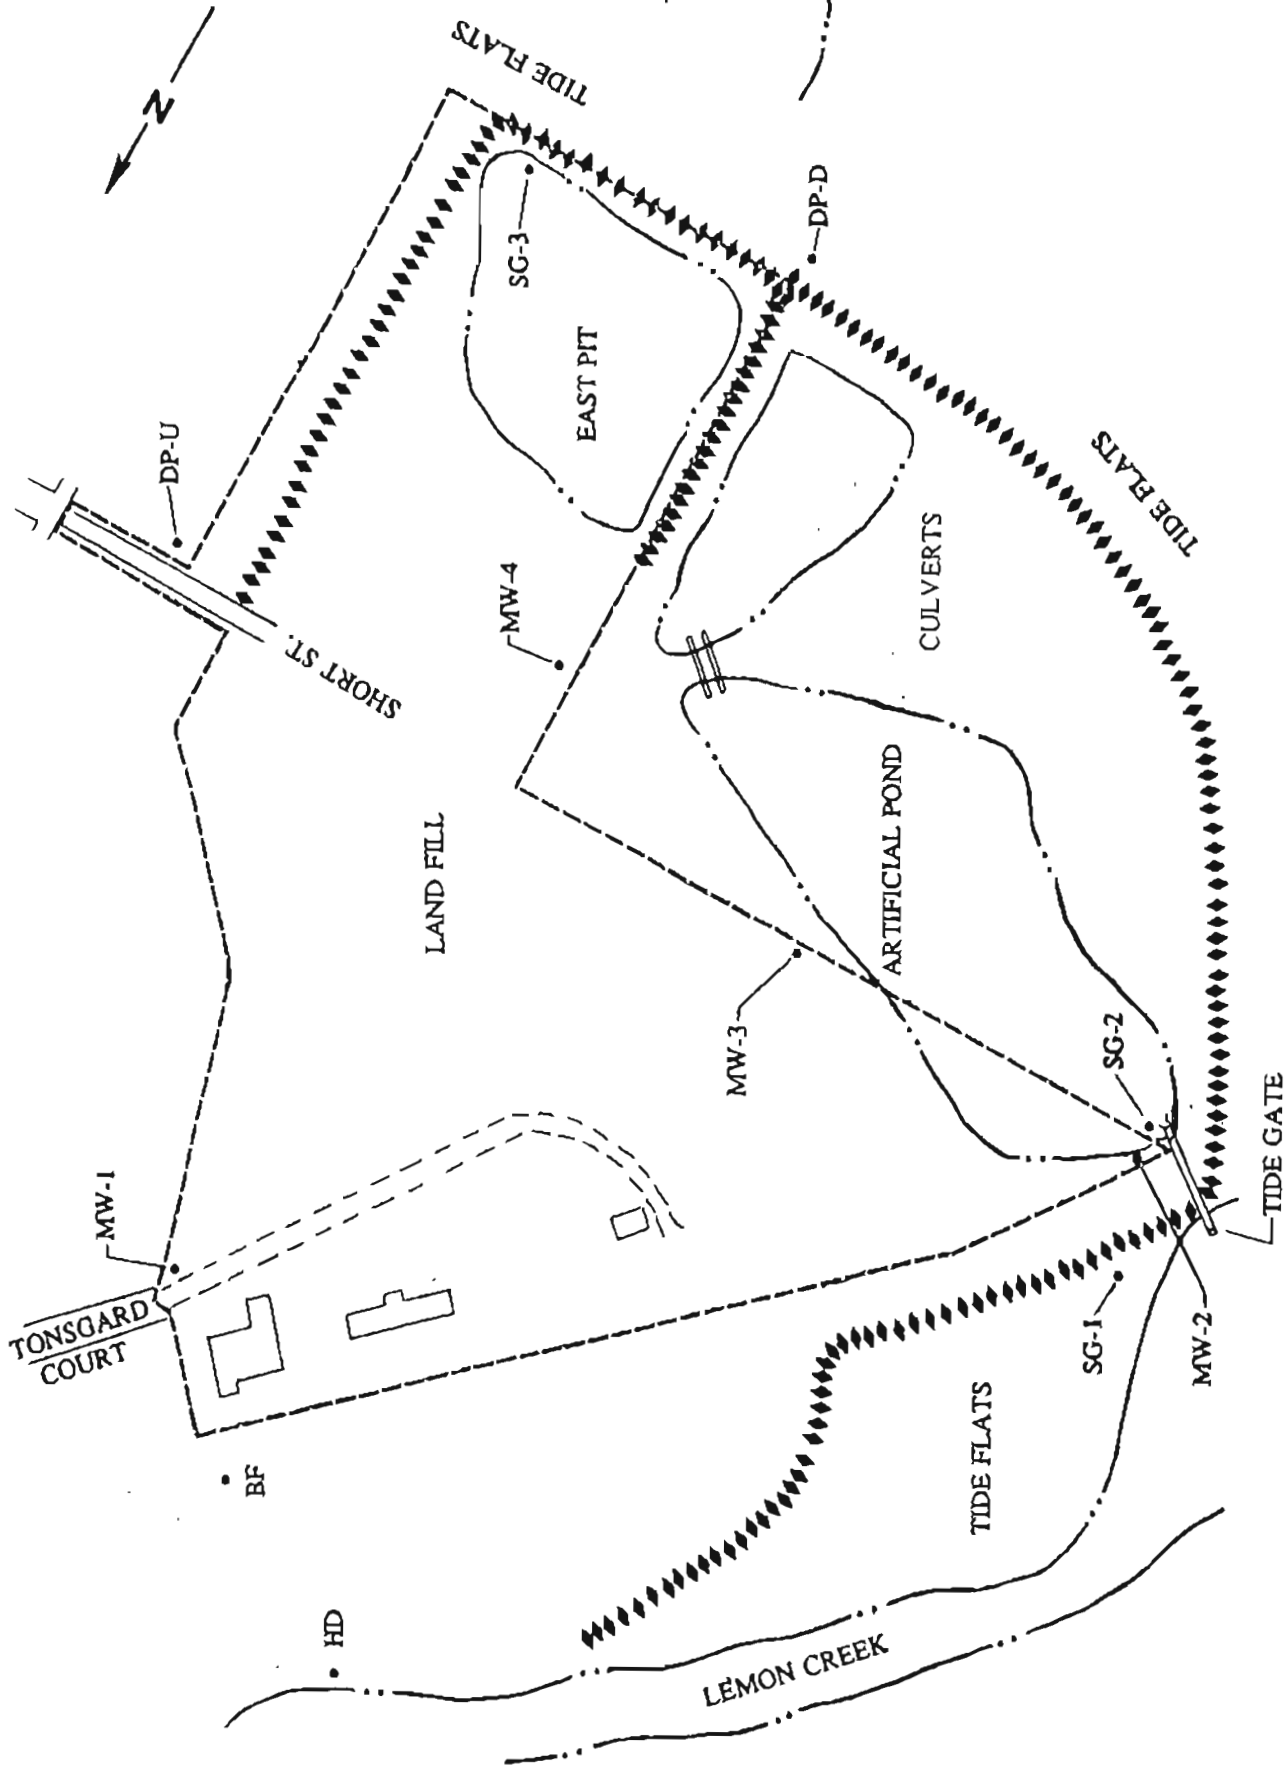 N
TIDE FLATS
SG-3
DP-D
EAST PIT
DP-U
TIDE FLATS
MW-4
CULVERTS
SHORT ST.
LAND FILL
ARTIFICIAL POND
MW-3
SG-2
TIDE GATE
MW-1
TONSGARD
COURT
SG-1
MW-2
TIDE FLATS
BF
HD
LEMON CREEK